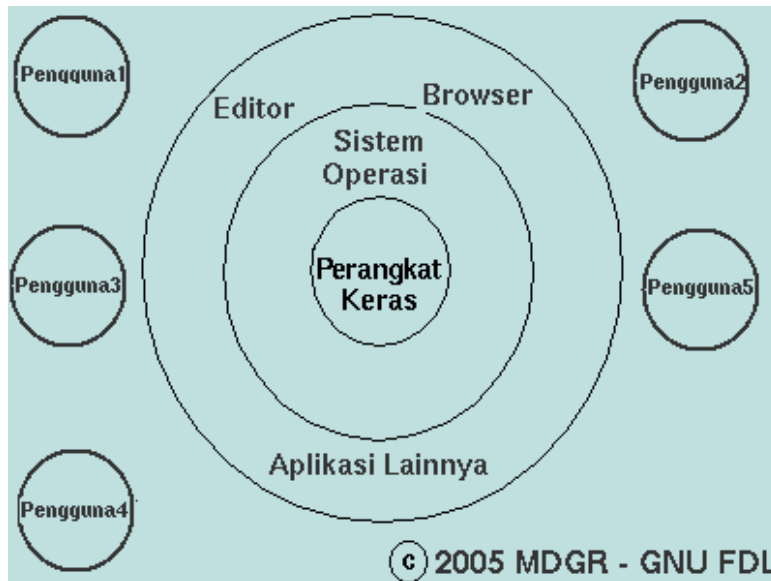 Pengguna1
Pengguna2
Editor
Browser
Sistem
Operasi
Perangkat
Keras
Pengguna3
Pengguna5
Aplikasi Lainnya
Pengguna4
c 2005 MDGR - GNU FDL